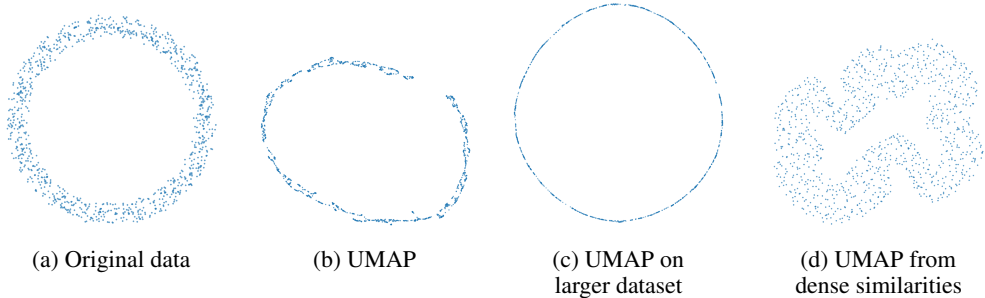 (a) Original data
(b) UMAP
(c) UMAP on
larger dataset
(d) UMAP from
dense similarities